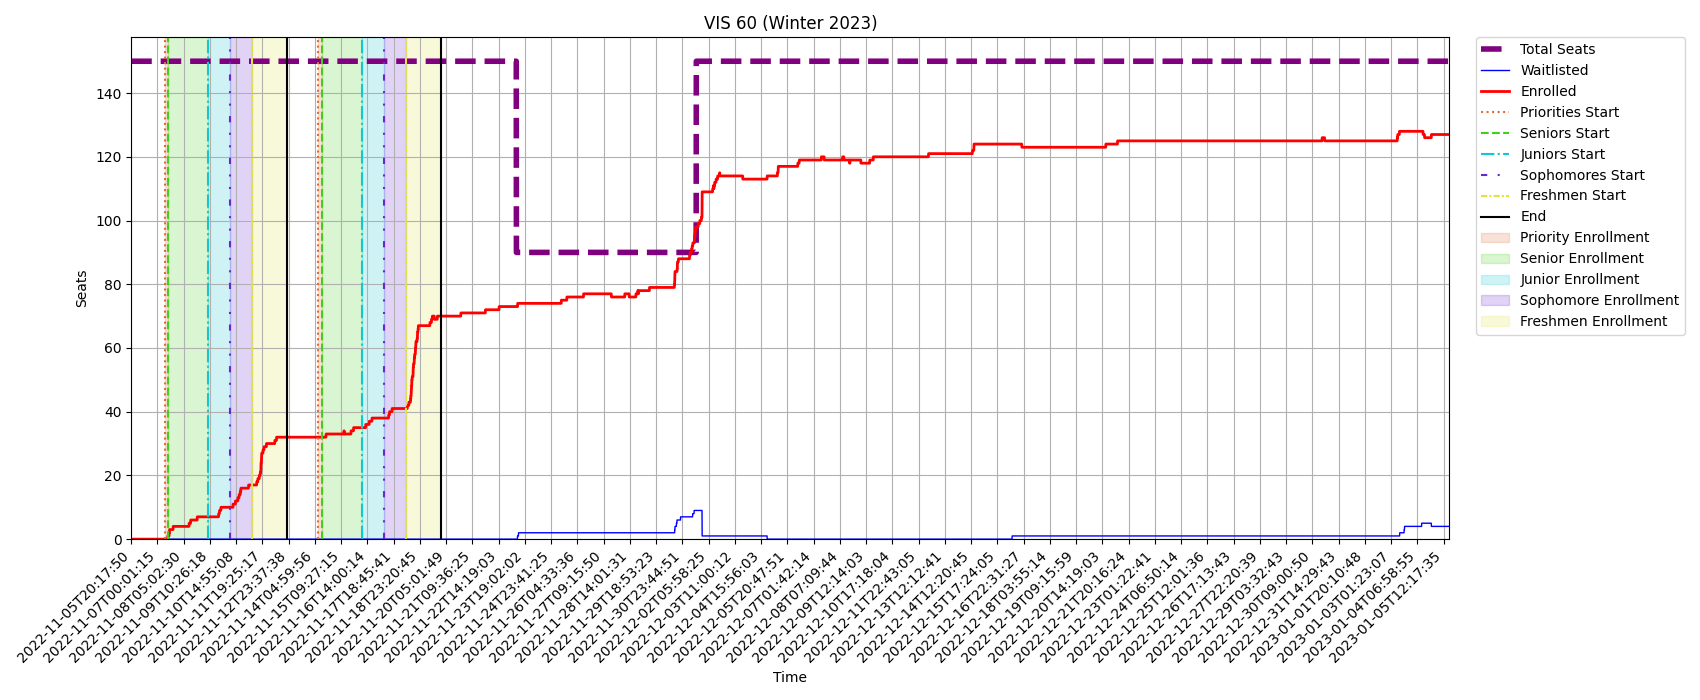 VIS 60 (Winter 2023)
Seats
140
120
100
80
60
40
20
0
2022-11-05T20:17:50
2022-11-07T00:01:15
2022-11-08T05:02:30
2022-11-09T10:26:18
2022-11-10T14:55:08
2022-11-11T19:25:17
2022-11-12T23:37:38
2022-11-14T04:59:56
2022-11-15T09:27:15
2022-11-16T14:00:14
2022-11-17T18:45:41
2022-11-18T23:20:45
2022-11-20T05:01:49
2022-11-21T09:36:25
2022-11-22T14:19:03
2022-11-23T19:02:02
2022-11-24T23:41:25
2022-11-26T04:33:36
2022-11-27T09:15:50
2022-11-28T14:01:31
2022-11-29T18:53:23
2022-11-30T23:44:51
2022-12-02T05:58:25
2022-12-03T11:00:12
2022-12-04T15:56:03
2022-12-05T20:47:51
2022-12-07T01:42:14
2022-12-08T07:09:44
2022-12-09T12:14:03
2022-12-10T17:18:04
2022-12-11T22:43:05
2022-12-13T12:12:41
2022-12-14T12:20:45
2022-12-15T17:24:05
2022-12-16T22:31:27
2022-12-18T03:55:14
2022-12-19T09:15:59
2022-12-20T14:19:03
2022-12-21T20:16:24
2022-12-23T01:22:41
2022-12-24T06:50:14
2022-12-25T12:01:36
2022-12-26T17:13:43
2022-12-27T22:20:39
2022-12-29T03:32:43
2022-12-30T09:00:50
2022-12-31T14:29:43
2023-01-01T20:10:48
2023-01-03T01:23:07
2023-01-04T06:58:55
2023-01-05T12:17:35
Time
Total Seats
Waitlisted
Enrolled
Priorities Start
Seniors Start
Juniors Start
Sophomores Start
Freshmen Start
End
Priority Enrollment
Senior Enrollment
Junior Enrollment
Sophomore Enrollment
Freshmen Enrollment